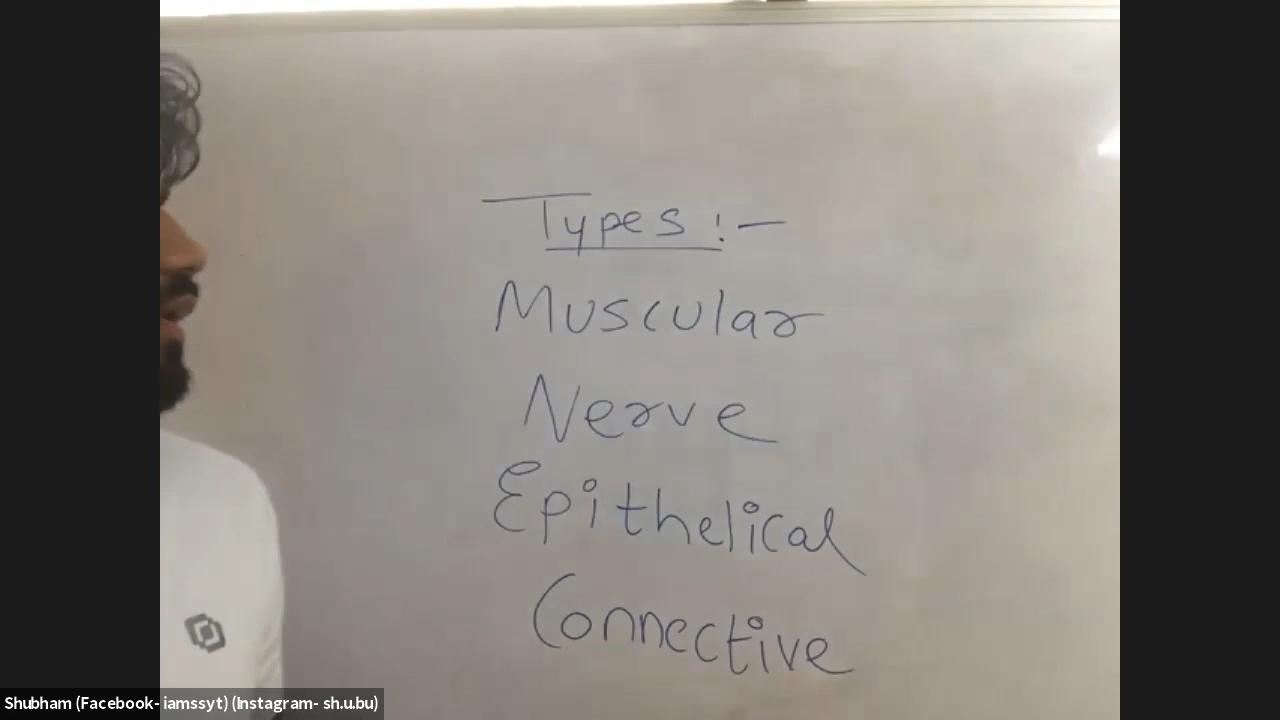 Types :-
Muscular
Nerve
Epithelical
Connective
Shubham (Facebook- iamssyt) (Instagram- sh.u.bu)